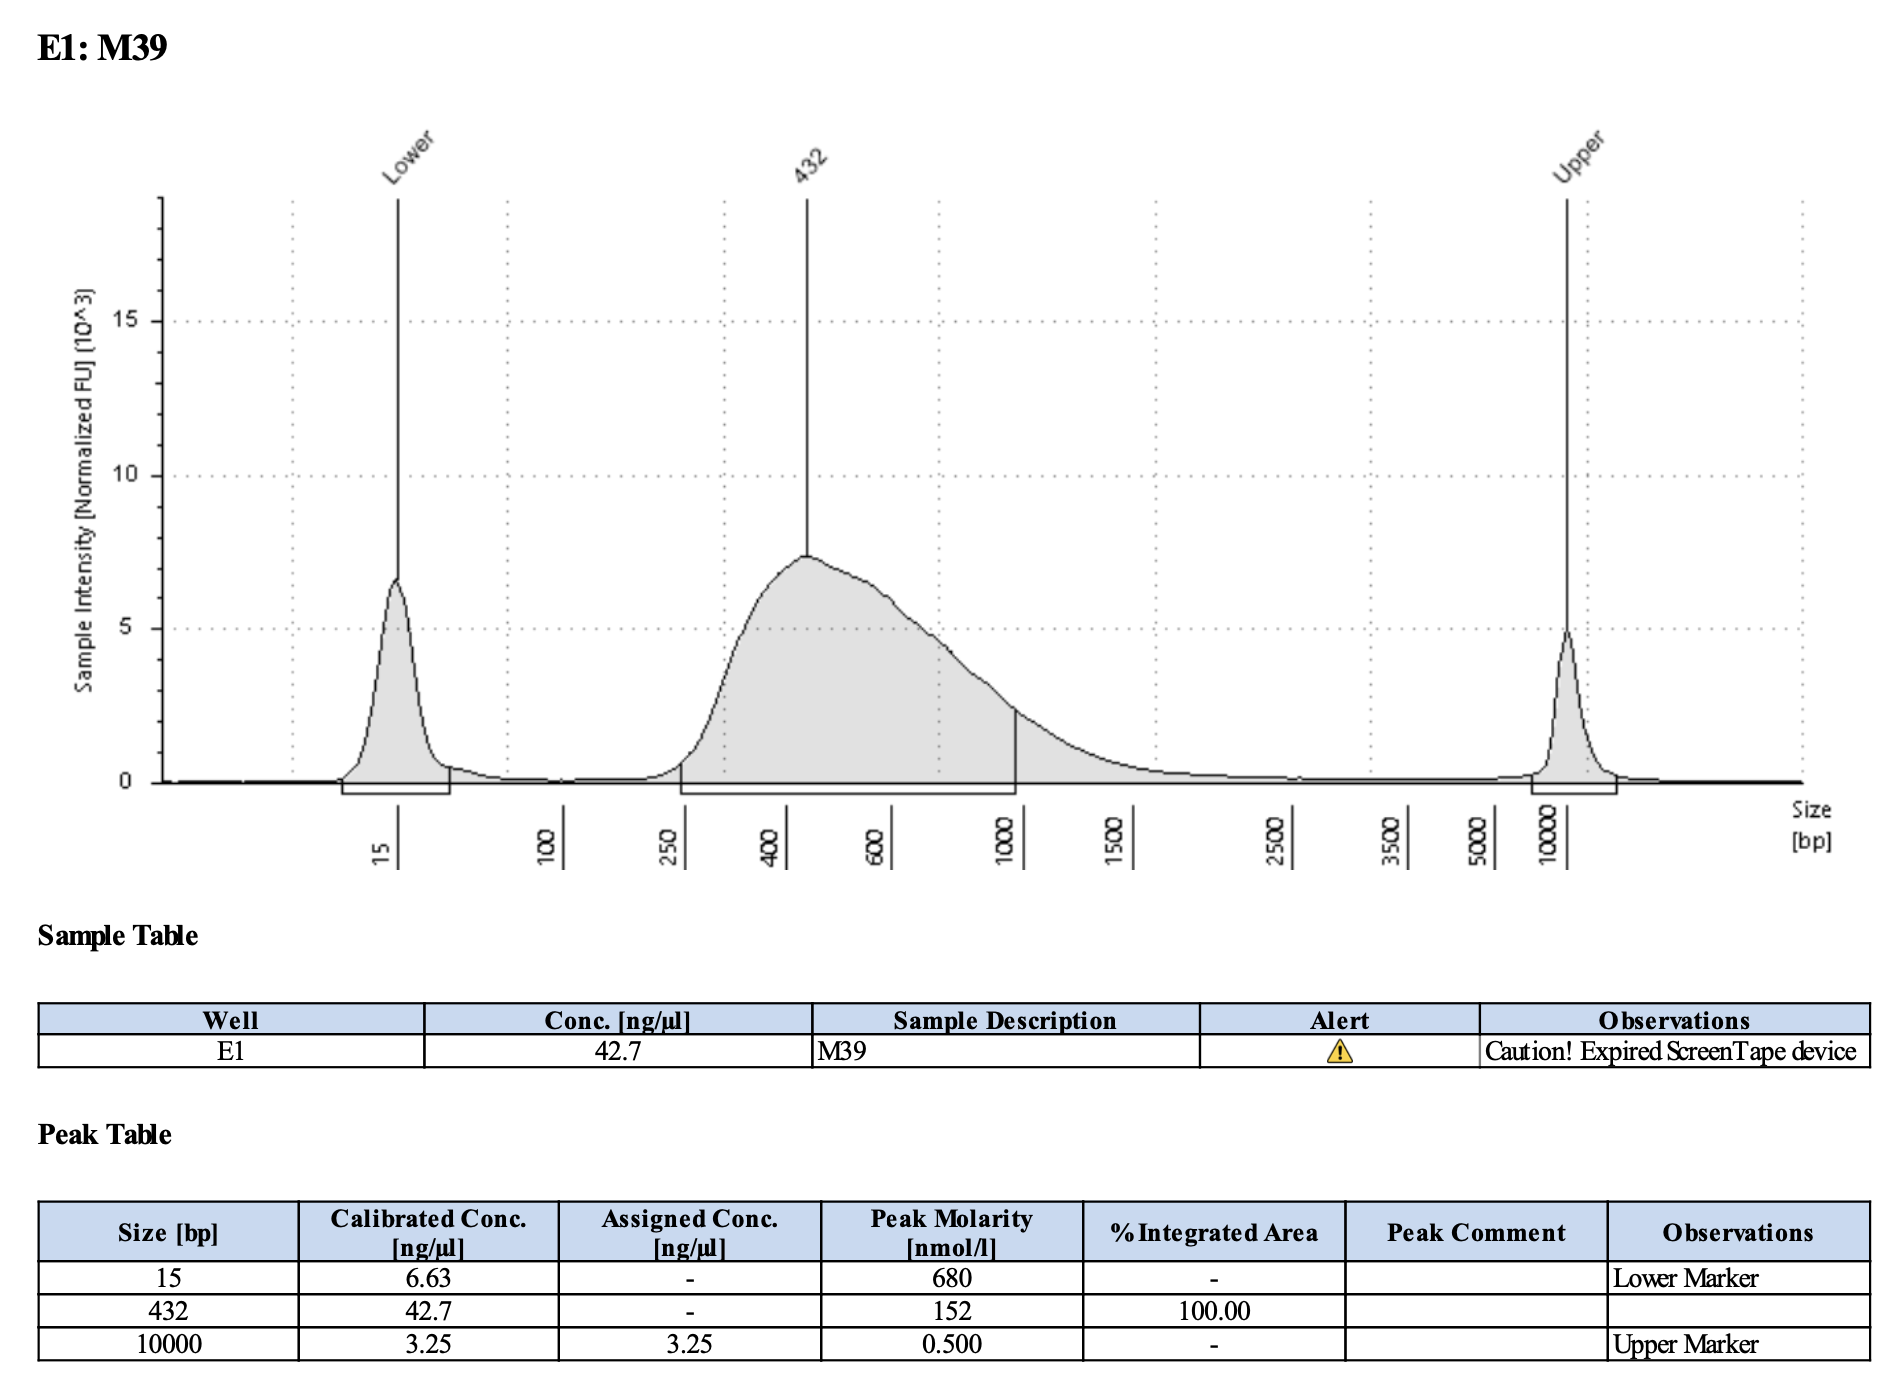 E1: M39
Lower
432
Upper
Sample Intensity [Normalized FU] (10^3)
15
10
5
0
15
100
250
400
600
1000
1500
2500
3500
5000
10000
Size
[bp]
Sample Table
Well Conc. [ng/µl] Sample Description Alert Observations
E1 42.7 M39 Caution! Expired ScreenTape device
Peak Table
Size [bp] Calibrated Conc. [ng/µl] Assigned Conc. [ng/µl] Peak Molarity [nmol/l] % Integrated Area Peak Comment Observations
15 6.63 - 680 - Lower Marker
432 42.7 - 152 100.00
10000 3.25 3.25 0.500 - Upper Marker